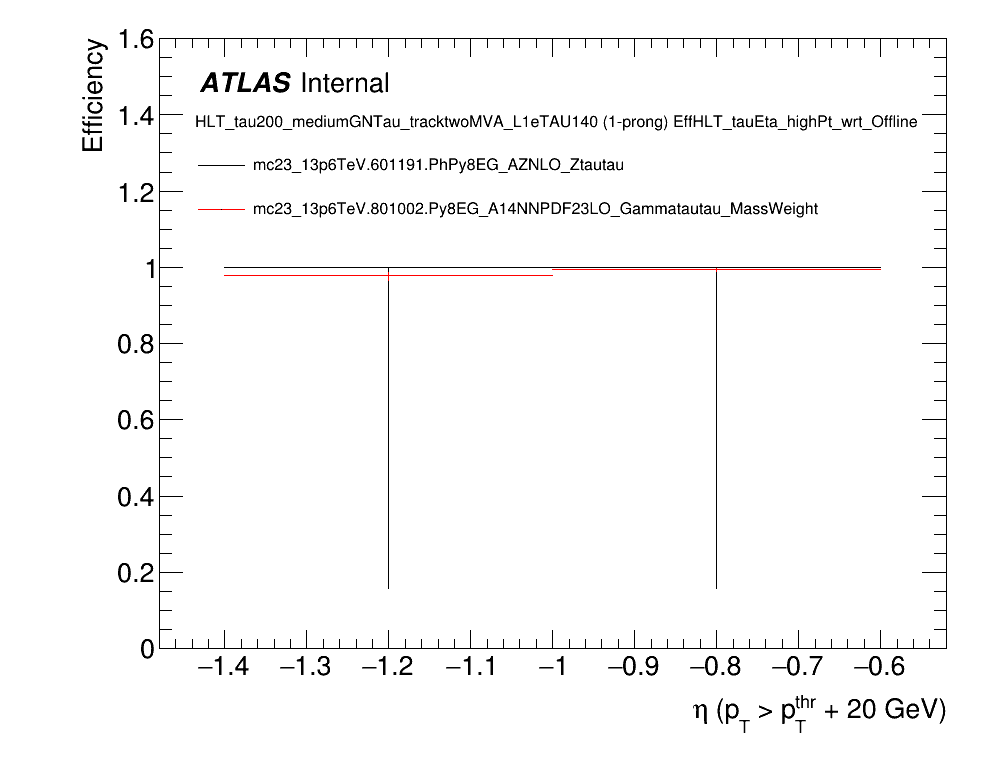 Efficiency
ATLAS Internal
HLT_tau200_mediumGNTau_tracktwoMVA_L1eTAU140 (1-prong) EffHLT_tauEta_highPt_wrt_Offline
mc23_13p6TeV.601191.PhPy8EG_AZNLO_Ztautau
mc23_13p6TeV.801002.Py8EG_A14NNPDF23LO_Gammatautau_MassWeight
1.6
1.4
1.2
1
0.8
0.6
0.4
0.2
0
−1.4 −1.3 −1.2 −1.1 −1 −0.9 −0.8 −0.7 −0.6
η (p_T > p_T^thr + 20 GeV)